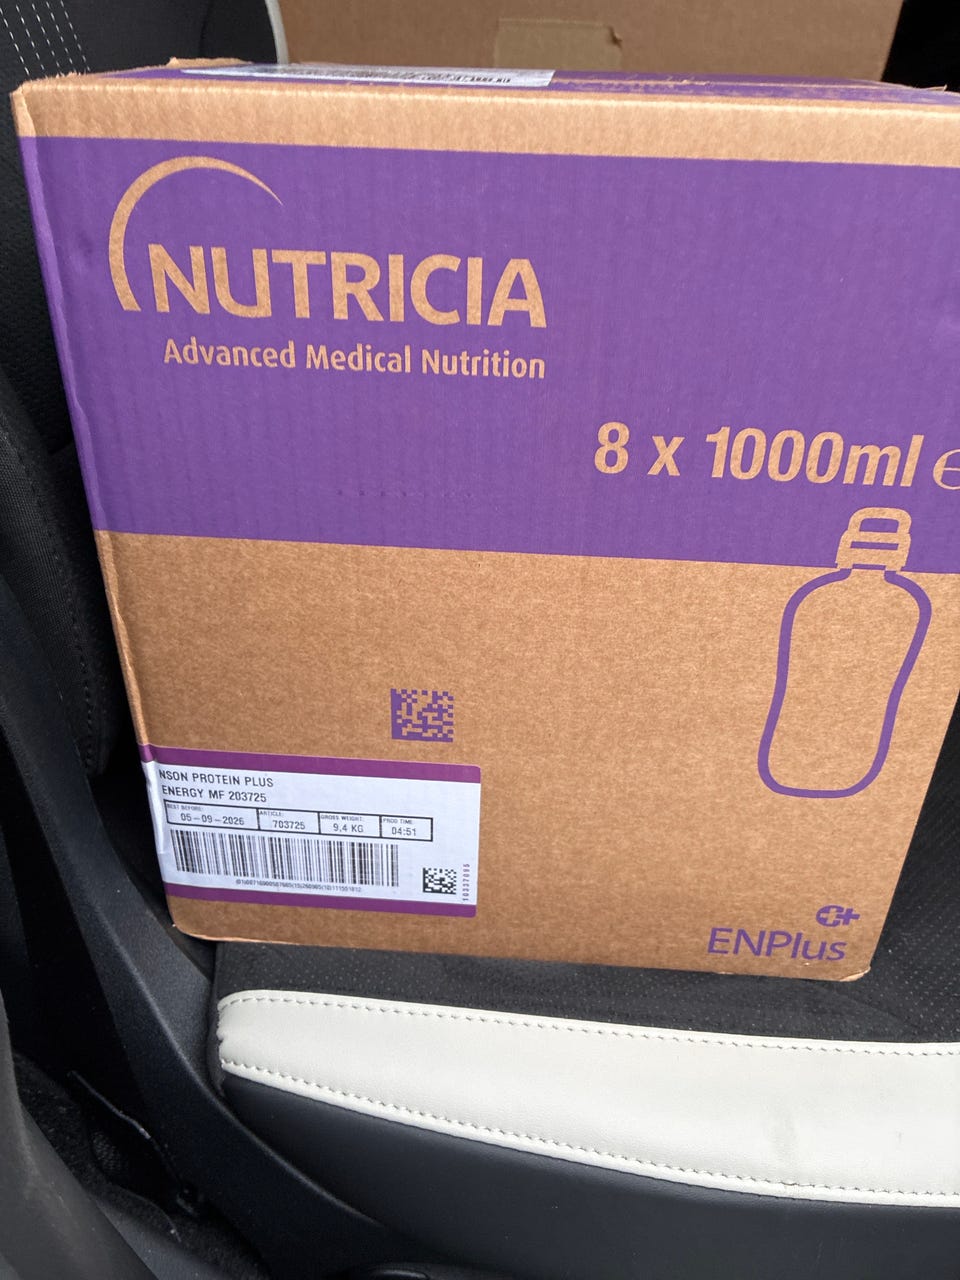 NUTRICIA
Advanced Medical Nutrition
8 x 1000ml e
NSON PROTEIN PLUS
ENERGY MF 203725
BEST BEFORE:
05-09-2026
ARTICLE:
703725
GROSS WEIGHT:
9,4 KG
PROD TIME:
04:51
10337095
ENPlus